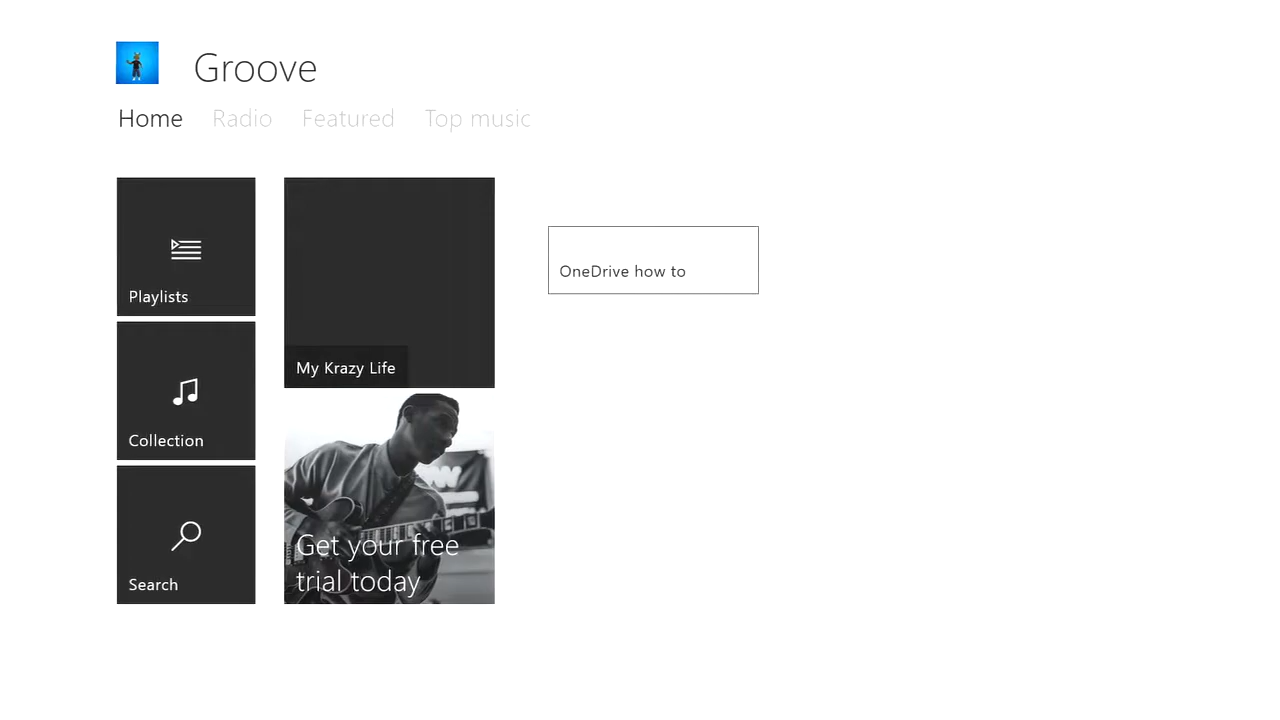 Groove
Home Radio Featured Top music
Playlists
Collection
Search
My Krazy Life
Get your free
trial today
OneDrive how to